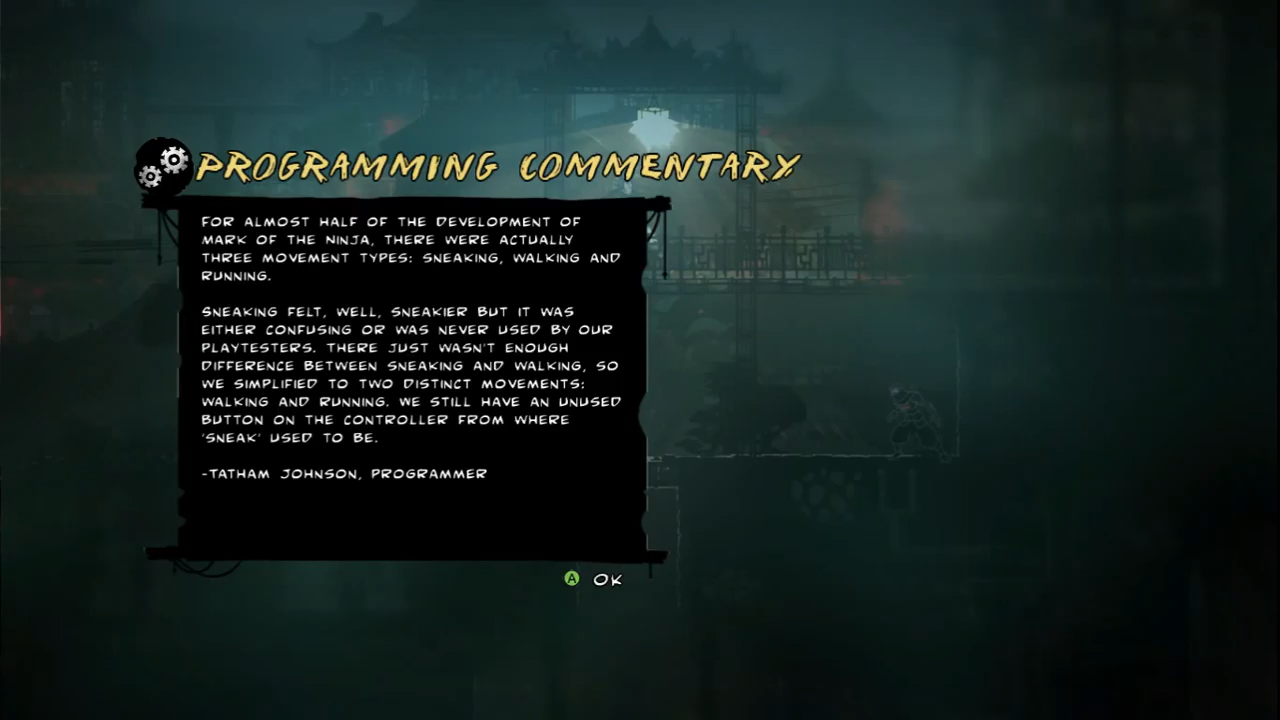 PROGRAMMING COMMENTARY
FOR ALMOST HALF OF THE DEVELOPMENT OF
MARK OF THE NINJA, THERE WERE ACTUALLY
THREE MOVEMENT TYPES: SNEAKING, WALKING AND
RUNNING.
SNEAKING FELT, WELL, SNEAKIER BUT IT WAS
EITHER CONFUSING OR WAS NEVER USED BY OUR
PLAYTESTERS. THERE JUST WASN'T ENOUGH
DIFFERENCE BETWEEN SNEAKING AND WALKING, SO
WE SIMPLIFIED TO TWO DISTINCT MOVEMENTS:
WALKING AND RUNNING. WE STILL HAVE AN UNUSED
BUTTON ON THE CONTROLLER FROM WHERE
'SNEAK' USED TO BE.
-TATHAM JOHNSON, PROGRAMMER
A OK